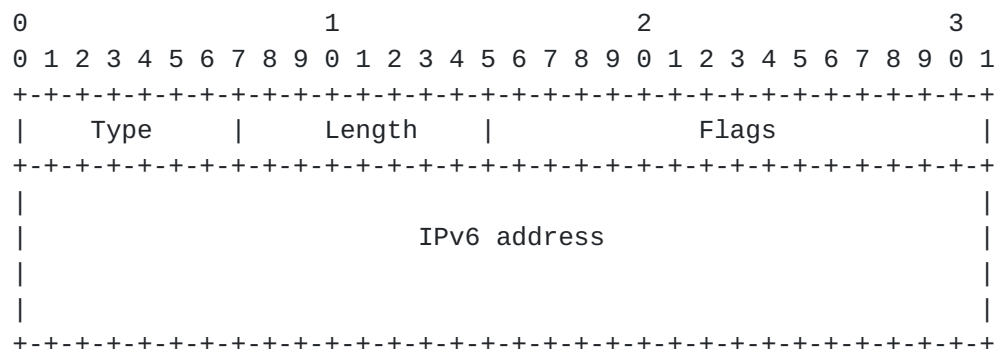 0                   1                   2                   3
0 1 2 3 4 5 6 7 8 9 0 1 2 3 4 5 6 7 8 9 0 1 2 3 4 5 6 7 8 9 0 1
+-+-+-+-+-+-+-+-+-+-+-+-+-+-+-+-+-+-+-+-+-+-+-+-+-+-+-+-+-+-+-+
|    Type     |     Length    |             Flags             |
+-+-+-+-+-+-+-+-+-+-+-+-+-+-+-+-+-+-+-+-+-+-+-+-+-+-+-+-+-+-+-+
|                                                             |
|                         IPv6 address                        |
|                                                             |
|                                                             |
+-+-+-+-+-+-+-+-+-+-+-+-+-+-+-+-+-+-+-+-+-+-+-+-+-+-+-+-+-+-+-+